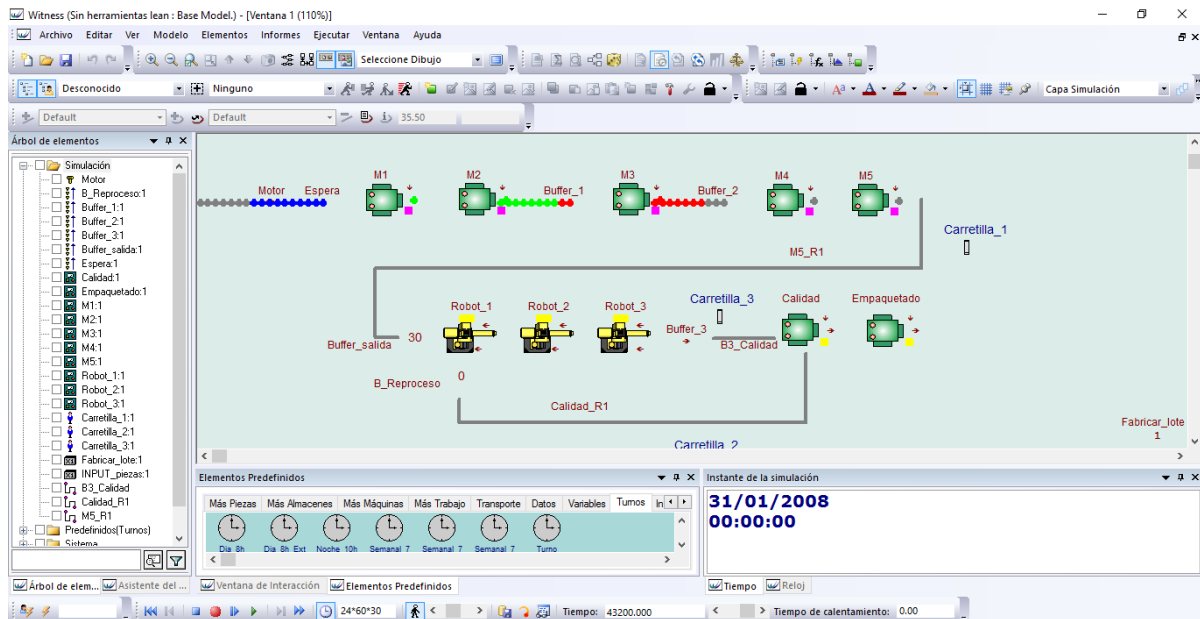 Witness (Sin herramientas lean : Base Model.) - [Ventana 1 (110%)]
Archivo Editar Ver Modelo Elementos Informes Ejecutar Ventana Ayuda
Seleccione Dibujo
Desconocido Ninguno Capa Simulación
Default Default 35.50
Árbol de elementos
Simulación
Motor
B_Reproceso:1
Buffer_1:1
Buffer_2:1
Buffer_3:1
Buffer_salida:1
Espera:1
Calidad:1
Empaquetado:1
M1:1
M2:1
M3:1
M4:1
M5:1
Robot_1:1
Robot_2:1
Robot_3:1
Carretilla_1:1
Carretilla_2:1
Carretilla_3:1
Fabricar_lote:1
INPUT_piezas:1
B3_Calidad
Calidad_R1
M5_R1
Predefinidos(Turnos)
Sistema
Árbol de elem... Asistente del ...
M1 M2 M3 M4 M5
Motor Espera Buffer_1 Buffer_2
Carretilla_1
M5_R1
Robot_1 Robot_2 Robot_3 Carretilla_3 Calidad Empaquetado
Buffer_3
Buffer_salida 30 B3_Calidad
B_Reproceso 0
Calidad_R1
Fabricar_lote
1
Carretilla_2
Elementos Predefinidos
Más Piezas Más Almacenes Más Máquinas Más Trabajo Transporte Datos Variables Turnos In
Dia 8h Dia 8h Ext Noche 10h Semanal 7 Semanal 7 Semanal 7 Turno
Ventana de Interacción Elementos Predefinidos
Instante de la simulación
31/01/2008
00:00:00
Tiempo Reloj
24*60*30 Tiempo: 43200.000 Tiempo de calentamiento: 0.00